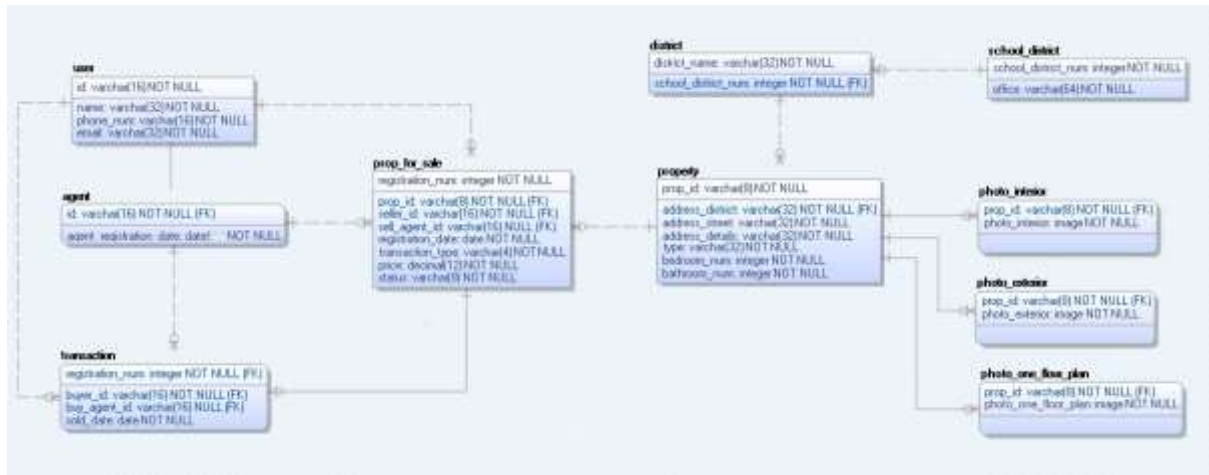 user
id: varchar(16) NOT NULL
name: varchar(32) NOT NULL
phone_num: varchar(16) NOT NULL
email: varchar(32) NOT NULL
agent
id: varchar(16) NOT NULL (FK)
agent registration date: date NOT NULL
transaction
registration_num: integer NOT NULL (FK)
buyer_id: varchar(16) NOT NULL (FK)
buy_agent_id: varchar(16) NULL (FK)
sold_date: date NOT NULL
prop_for_sale
registration_num: integer NOT NULL
prop_id: varchar(8) NOT NULL (FK)
seller_id: varchar(16) NOT NULL (FK)
sell_agent_id: varchar(16) NULL (FK)
registration_date: date NOT NULL
transaction_type: varchar(4) NOT NULL
price: decimal(12) NOT NULL
status: varchar(8) NOT NULL
district
district_name: varchar(32) NOT NULL
school_district_num: integer NOT NULL (FK)
school_district
school_district_num: integer NOT NULL
office: varchar(64) NOT NULL
property
prop_id: varchar(8) NOT NULL
address_district: varchar(32) NOT NULL (FK)
address_street: varchar(32) NOT NULL
address_details: varchar(32) NOT NULL
type: varchar(32) NOT NULL
bedroom_num: integer NOT NULL
bathroom_num: integer NOT NULL
photo_interior
prop_id: varchar(8) NOT NULL (FK)
photo_interior: image NOT NULL
photo_exterior
prop_id: varchar(8) NOT NULL (FK)
photo_exterior: image NOT NULL
photo_one_floor_plan
prop_id: varchar(8) NOT NULL (FK)
photo_one_floor_plan: image NOT NULL